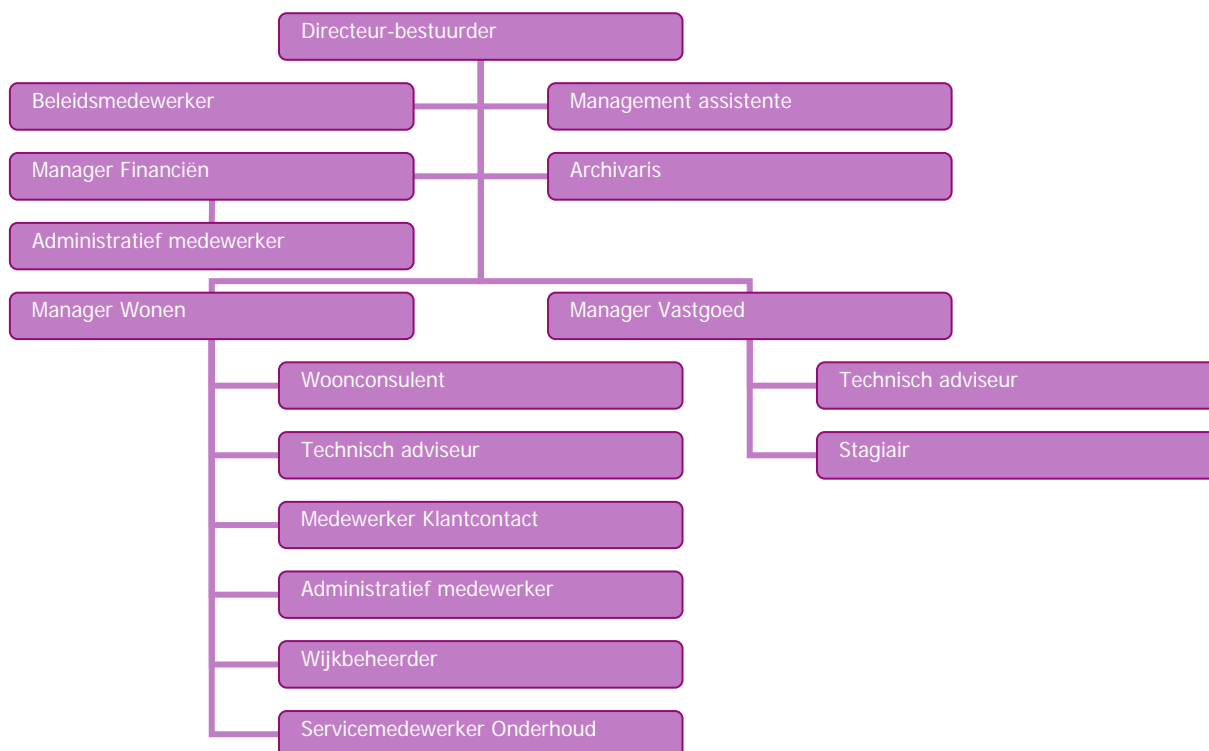 Directeur-bestuurder
Beleidsmedewerker
Management assistente
Manager Financiën
Archivaris
Administratief medewerker
Manager Wonen
Manager Vastgoed
Woonconsulent
Technisch adviseur
Technisch adviseur
Stagiair
Medewerker Klantcontact
Administratief medewerker
Wijkbeheerder
Servicemedewerker Onderhoud